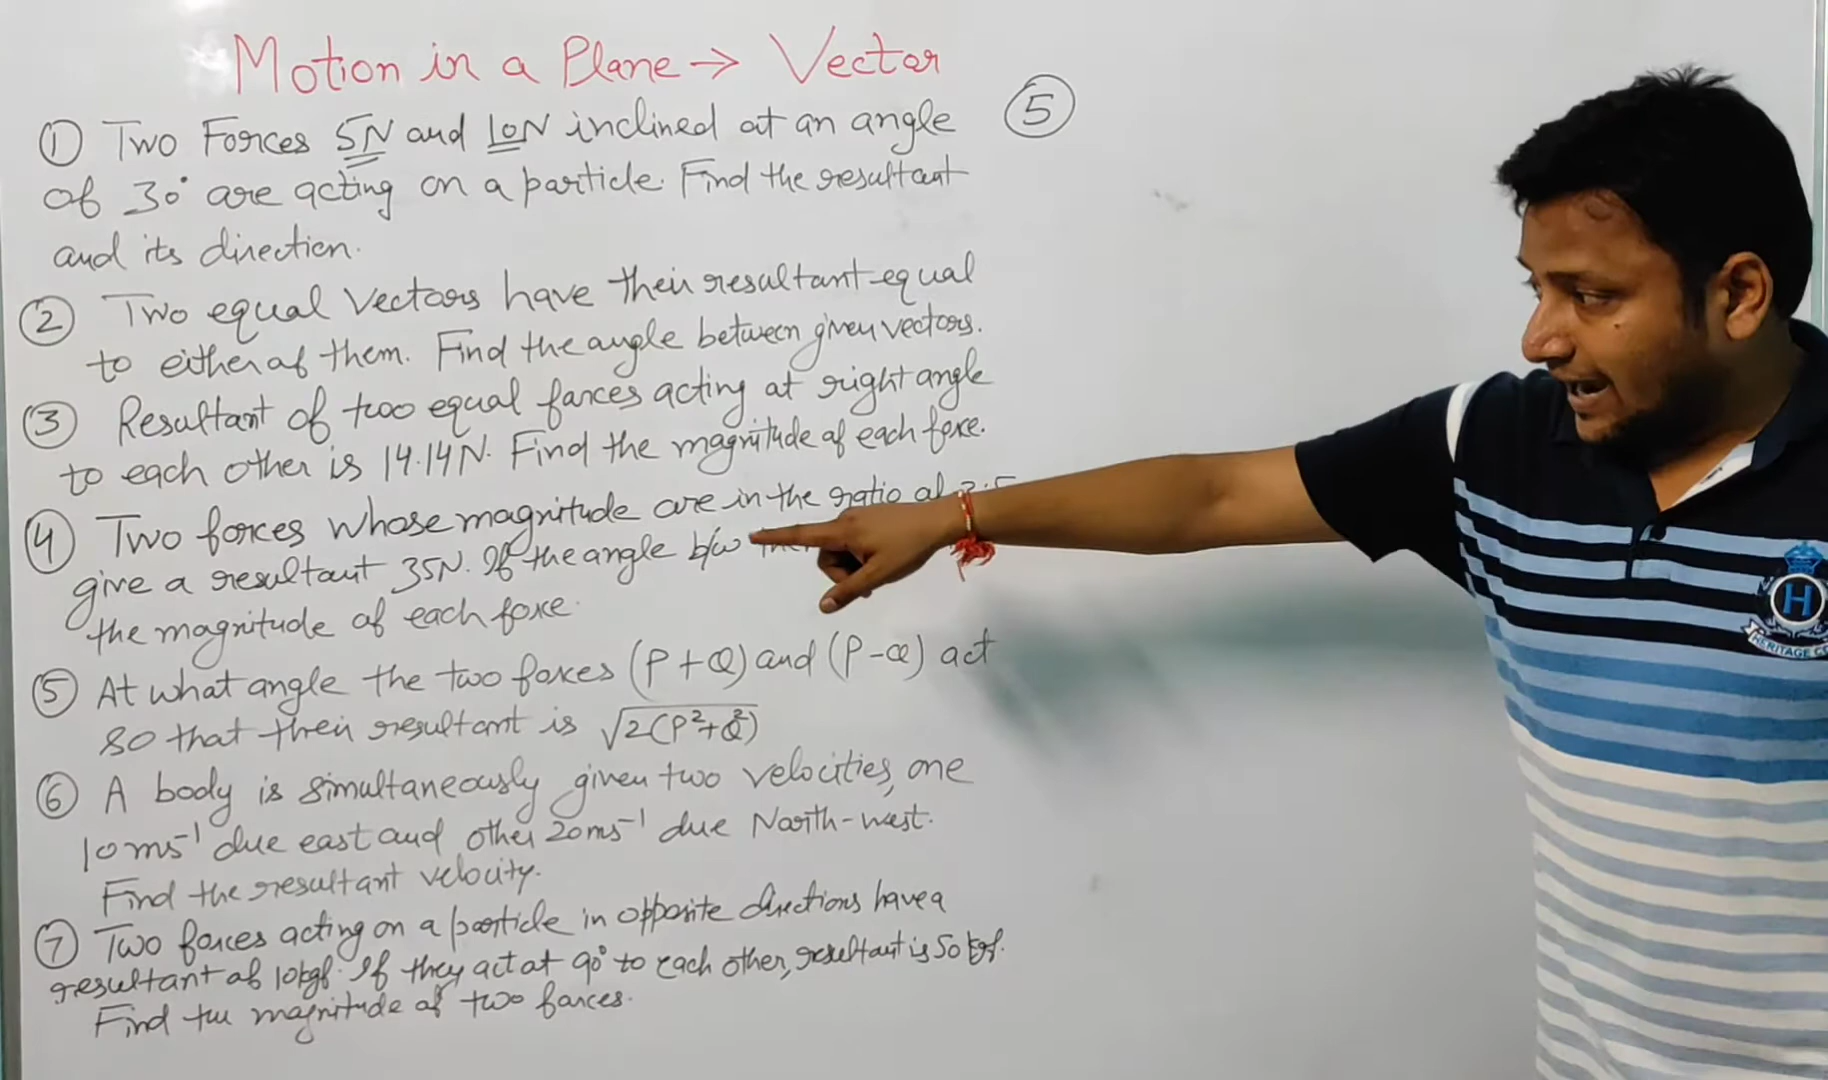 Motion in a Plane → Vector
① Two Forces 5N and 10N inclined at an angle
of 30° are acting on a particle. Find the resultant
and its direction.
② Two equal Vectors have their resultant equal
to either of them. Find the angle between given vectors.
③ Resultant of two equal forces acting at right angle
to each other is 14.14N. Find the magnitude of each force.
④ Two forces whose magnitude are in the ratio of
give a resultant 35N. If the angle b/w
the magnitude of each force.
⑤ At what angle the two forces (P+Q) and (P-Q) act
so that their resultant is √2(P²+Q²)
⑥ A body is simultaneously given two velocities, one
10ms⁻¹ due east and other 20ms⁻¹ due North-west.
Find the resultant velocity.
⑦ Two forces acting on a particle in opposite directions have a
resultant of 10kgf. If they act at 90° to each other, resultant is 50 kgf.
Find the magnitude of two forces.
⑤
H
HERITAGE